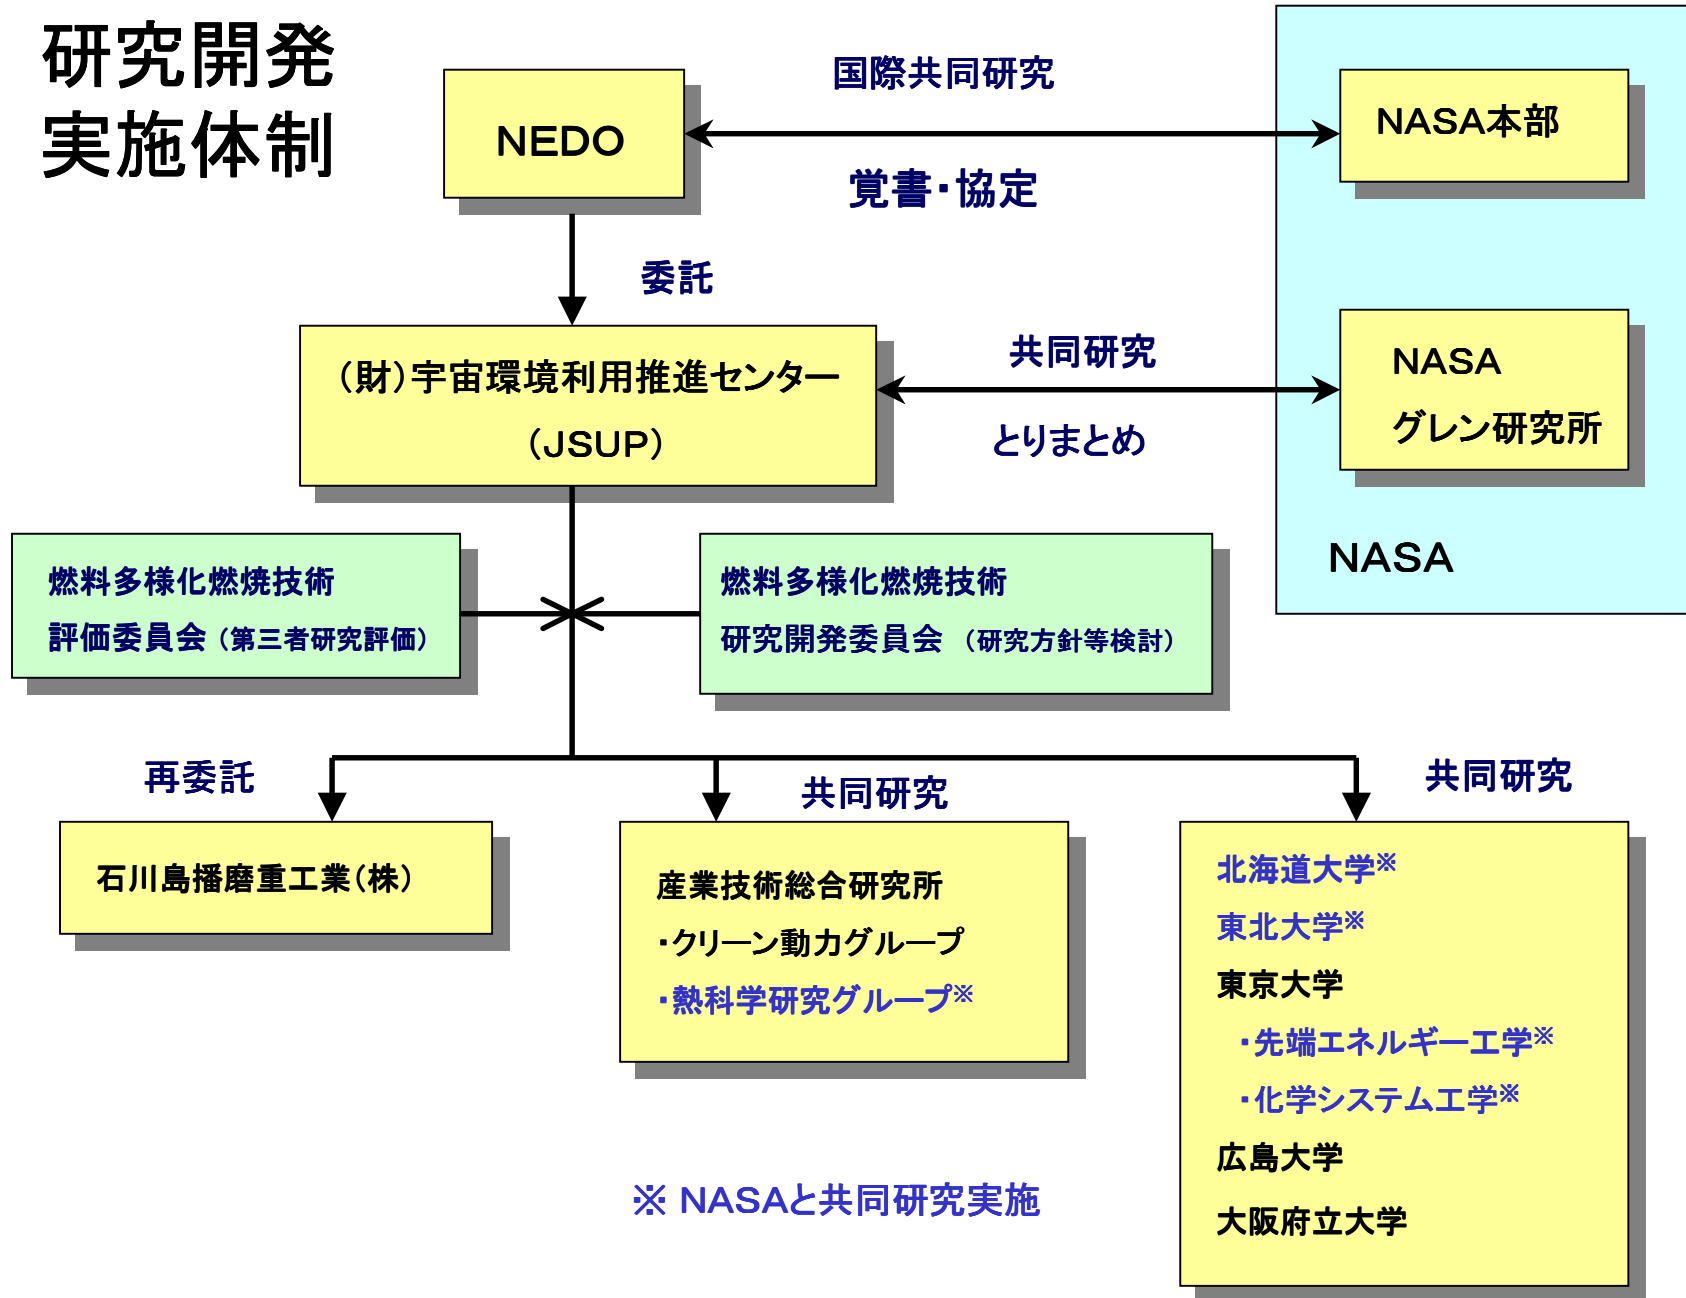 研究開発
実施体制
NEDO
国際共同研究
覚書・協定
NASA本部
委託
(財)宇宙環境利用推進センター
(JSUP)
共同研究
とりまとめ
NASA
グレン研究所
NASA
燃料多様化燃焼技術
評価委員会(第三者研究評価)
燃料多様化燃焼技術
研究開発委員会 (研究方針等検討)
再委託
共同研究
共同研究
石川島播磨重工業(株)
産業技術総合研究所
・クリーン動力グループ
・熱科学研究グループ※
北海道大学※
東北大学※
東京大学
・先端エネルギー工学※
・化学システム工学※
広島大学
大阪府立大学
※ NASAと共同研究実施